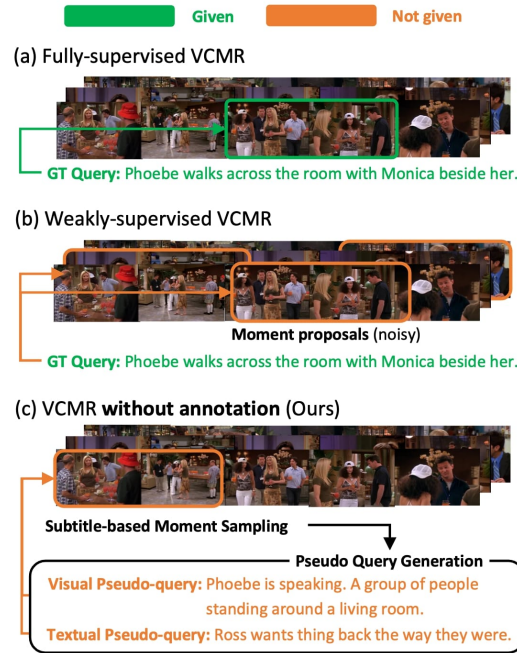 Given
Not given
(a) Fully-supervised VCMR
GT Query: Phoebe walks across the room with Monica beside her.
(b) Weakly-supervised VCMR
Moment proposals (noisy)
GT Query: Phoebe walks across the room with Monica beside her.
(c) VCMR without annotation (Ours)
Subtitle-based Moment Sampling
Pseudo Query Generation
Visual Pseudo-query: Phoebe is speaking. A group of people
standing around a living room.
Textual Pseudo-query: Ross wants thing back the way they were.